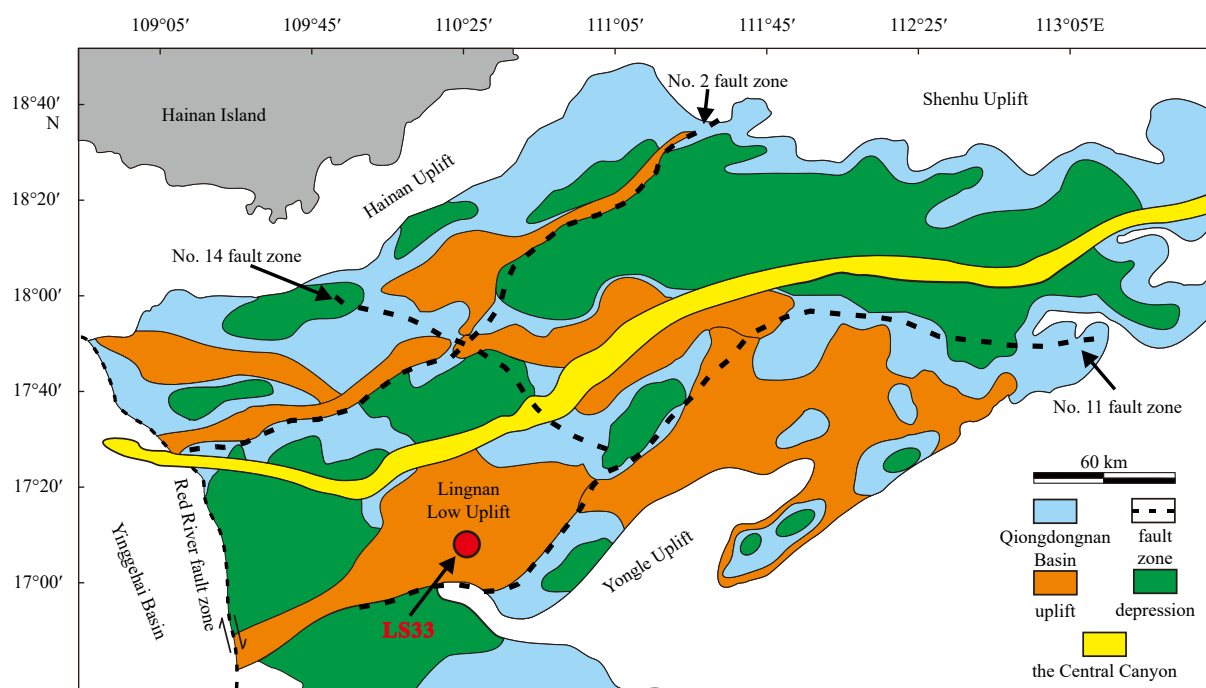 109°05′
109°45′
110°25′
111°05′
111°45′
112°25′
113°05′E
18°40′
N
18°20′
18°00′
17°40′
17°20′
17°00′
No. 2 fault zone
Shenhu Uplift
Hainan Island
Hainan Uplift
No. 14 fault zone
No. 11 fault zone
Lingnan
Low Uplift
LS33
Red River fault zone
Yinggehai Basin
Yongle Uplift
60 km
Qiongdongnan
Basin
fault
zone
uplift
depression
the Central Canyon